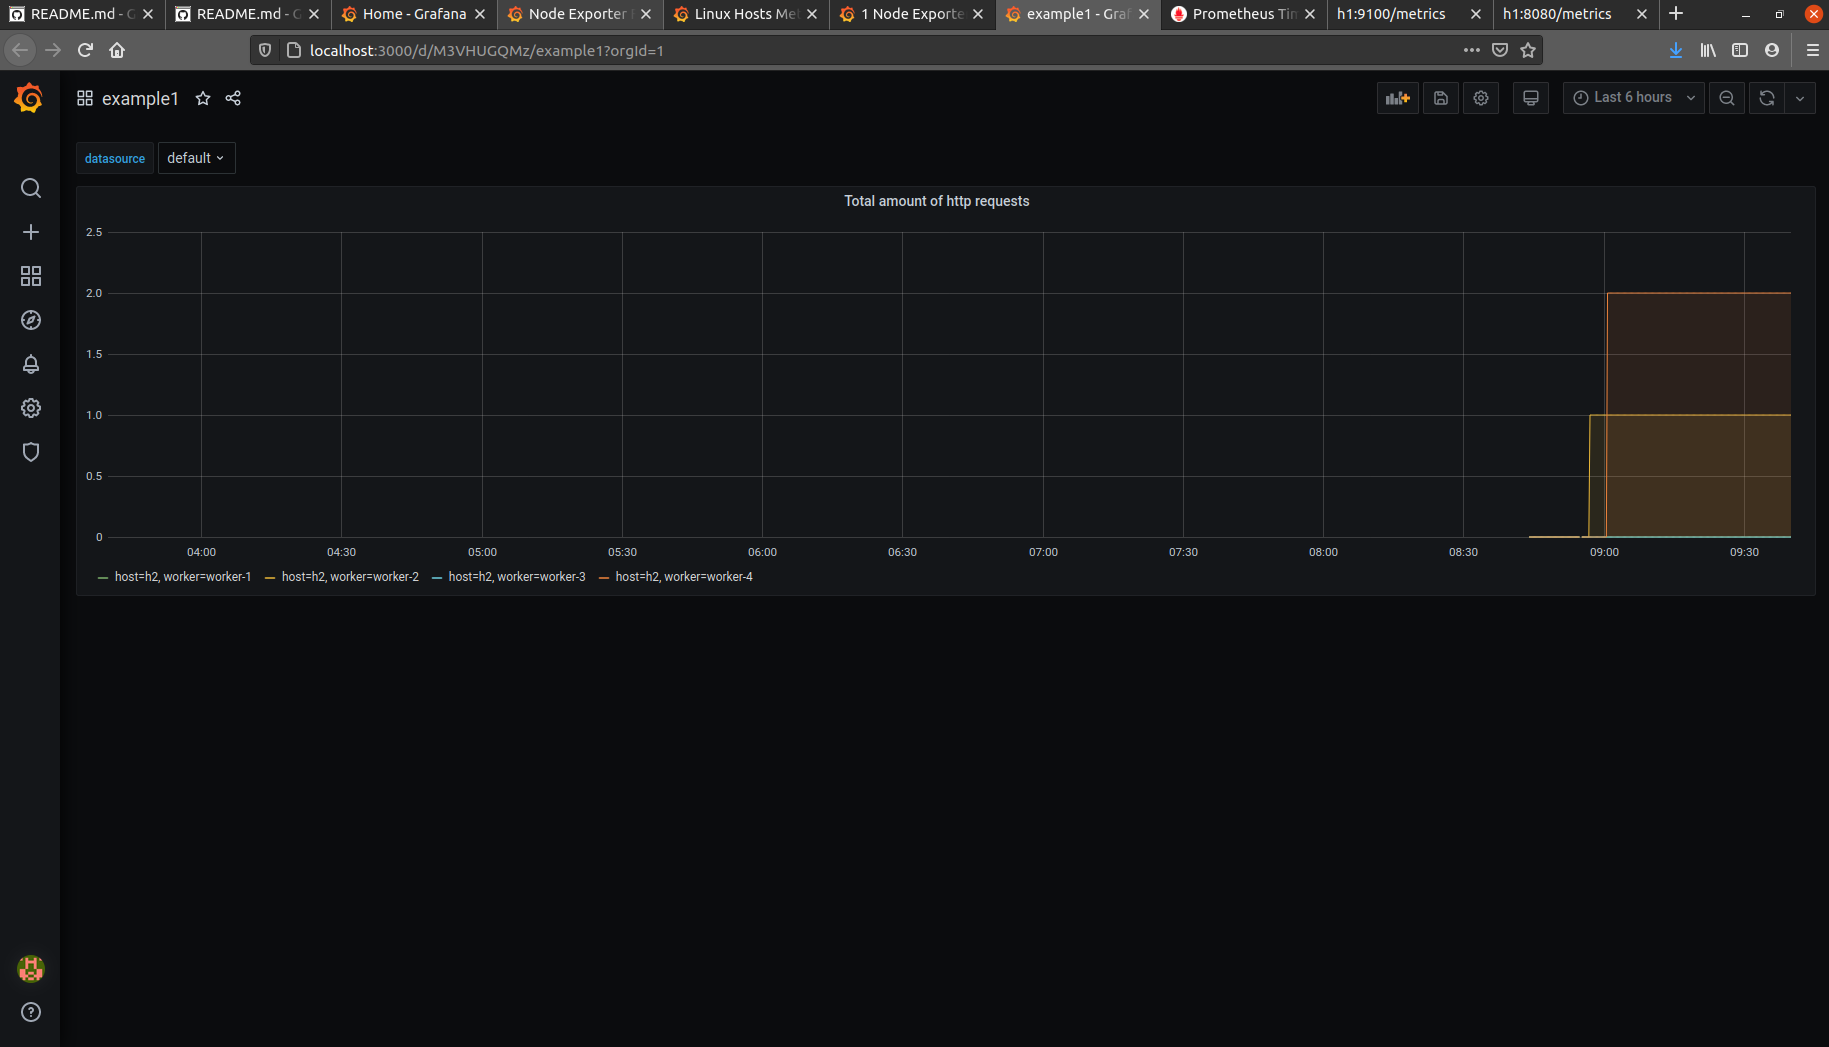 README.md - G
README.md - G
Home - Grafana
Node Exporter
Linux Hosts Me
1 Node Exporte
example1 - Graf
Prometheus Tim
h1:9100/metrics
h1:8080/metrics
localhost:3000/d/M3VHUGQMz/example1?orgId=1
example1
Last 6 hours
datasource
default
Total amount of http requests
2.5
2.0
1.5
1.0
0.5
0
04:00 04:30 05:00 05:30 06:00 06:30 07:00 07:30 08:00 08:30 09:00 09:30
host=h2, worker=worker-1 host=h2, worker=worker-2 host=h2, worker=worker-3 host=h2, worker=worker-4